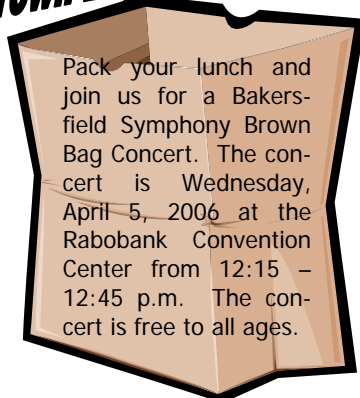 Pack your lunch and
join us for a Bakers-
field Symphony Brown
Bag Concert. The con-
cert is Wednesday,
April 5, 2006 at the
Rabobank Convention
Center from 12:15 –
12:45 p.m. The con-
cert is free to all ages.